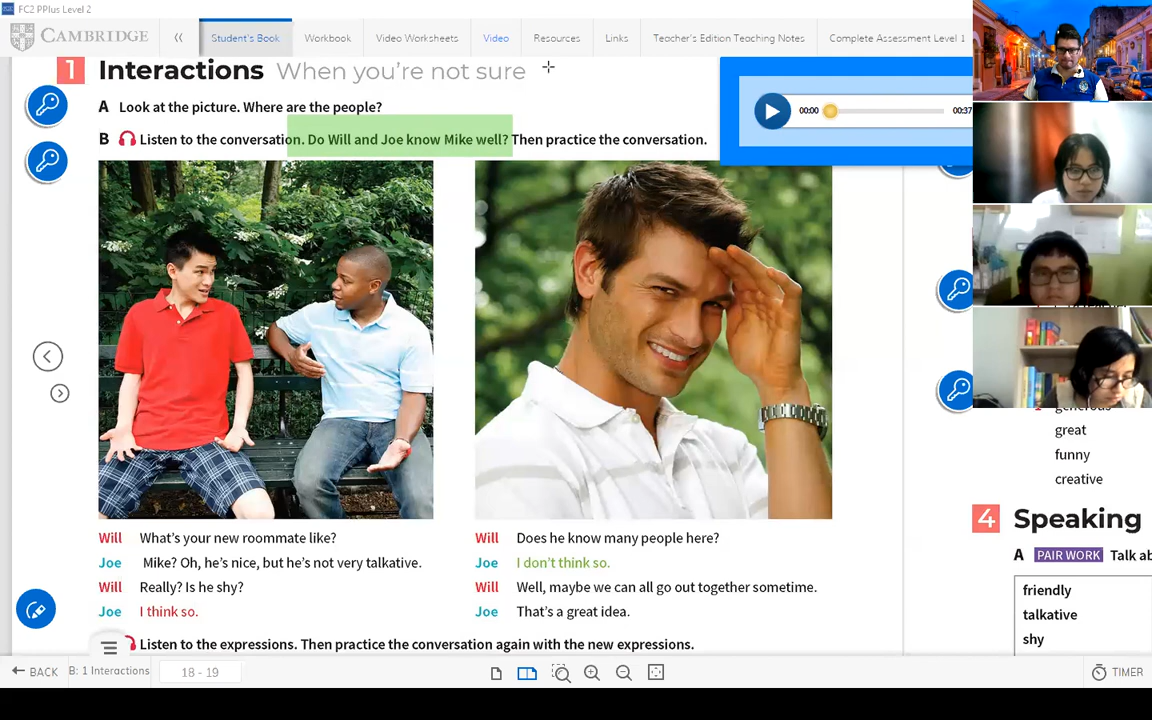 FC2 PPlus Level 2
CAMBRIDGE
Student's Book
Workbook
Video Worksheets
Video
Resources
Links
Teacher's Edition Teaching Notes
Complete Assessment Level 1
1 Interactions When you're not sure
A Look at the picture. Where are the people?
B Listen to the conversation. Do Will and Joe know Mike well? Then practice the conversation.
00:00
00:37
Will What's your new roommate like?
Joe Mike? Oh, he's nice, but he's not very talkative.
Will Really? Is he shy?
Joe I think so.
Will Does he know many people here?
Joe I don't think so.
Will Well, maybe we can all go out together sometime.
Joe That's a great idea.
Listen to the expressions. Then practice the conversation again with the new expressions.
generous
great
funny
creative
4 Speaking
A PAIR WORK Talk ab
friendly
talkative
shy
BACK
B: 1 Interactions
18 - 19
TIMER